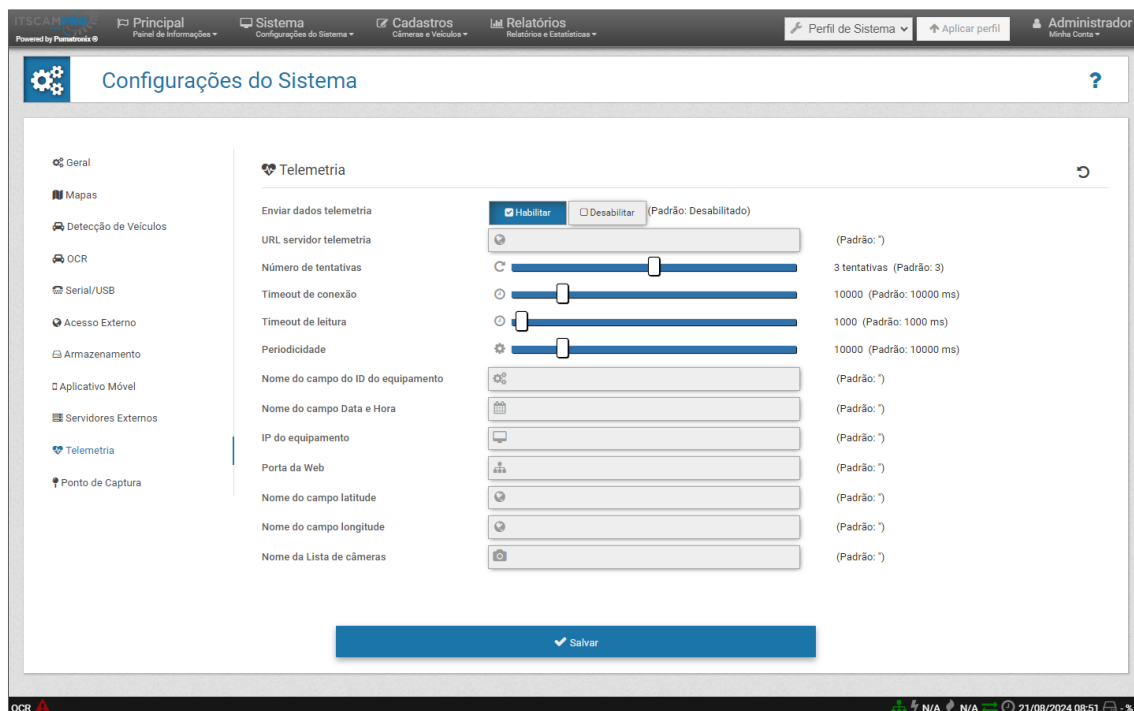 ITSCAMPRO
Powered by Pumatronix ®
Principal
Painel de Informações
Sistema
Configurações do Sistema
Cadastros
Câmeras e Veículos
Relatórios
Relatórios e Estatísticas
Perfil de Sistema
Aplicar perfil
Administrador
Minha Conta
Configurações do Sistema
?
Geral
Mapas
Detecção de Veículos
OCR
Serial/USB
Acesso Externo
Armazenamento
Aplicativo Móvel
Servidores Externos
Telemetria
Ponto de Captura
Telemetria
Enviar dados telemetria Habilitar Desabilitar (Padrão: Desabilitado)
URL servidor telemetria (Padrão: '')
Número de tentativas 3 tentativas (Padrão: 3)
Timeout de conexão 10000 (Padrão: 10000 ms)
Timeout de leitura 1000 (Padrão: 1000 ms)
Periodicidade 10000 (Padrão: 10000 ms)
Nome do campo do ID do equipamento (Padrão: '')
Nome do campo Data e Hora (Padrão: '')
IP do equipamento (Padrão: '')
Porta da Web (Padrão: '')
Nome do campo latitude (Padrão: '')
Nome do campo longitude (Padrão: '')
Nome da Lista de câmeras (Padrão: '')
Salvar
OCR N/A N/A 21/08/2024 08:51 - %